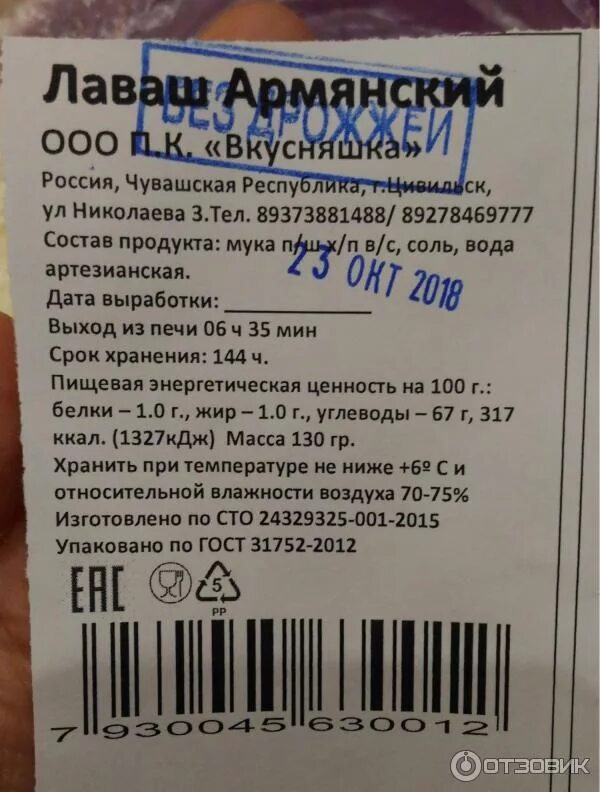 Лаваш Армянский
БЕЗ ДРОЖЖЕЙ
ООО П.К. «Вкусняшка»
Россия, Чувашская Республика, г.Цивильск,
ул Николаева 3.Тел. 89373881488/ 89278469777
Состав продукта: мука п/ш х/п в/с, соль, вода
артезианская.
23 ОКТ 2018
Дата выработки: ____________
Выход из печи 06 ч 35 мин
Срок хранения: 144 ч.
Пищевая энергетическая ценность на 100 г.:
белки – 1.0 г., жир – 1.0 г., углеводы – 67 г, 317
ккал. (1327кДж) Масса 130 гр.
Хранить при температуре не ниже +6º С и
относительной влажности воздуха 70-75%
Изготовлено по СТО 24329325-001-2015
Упаковано по ГОСТ 31752-2012
ЕАС
5
PP
7 930045 630012
ОТЗОВИК